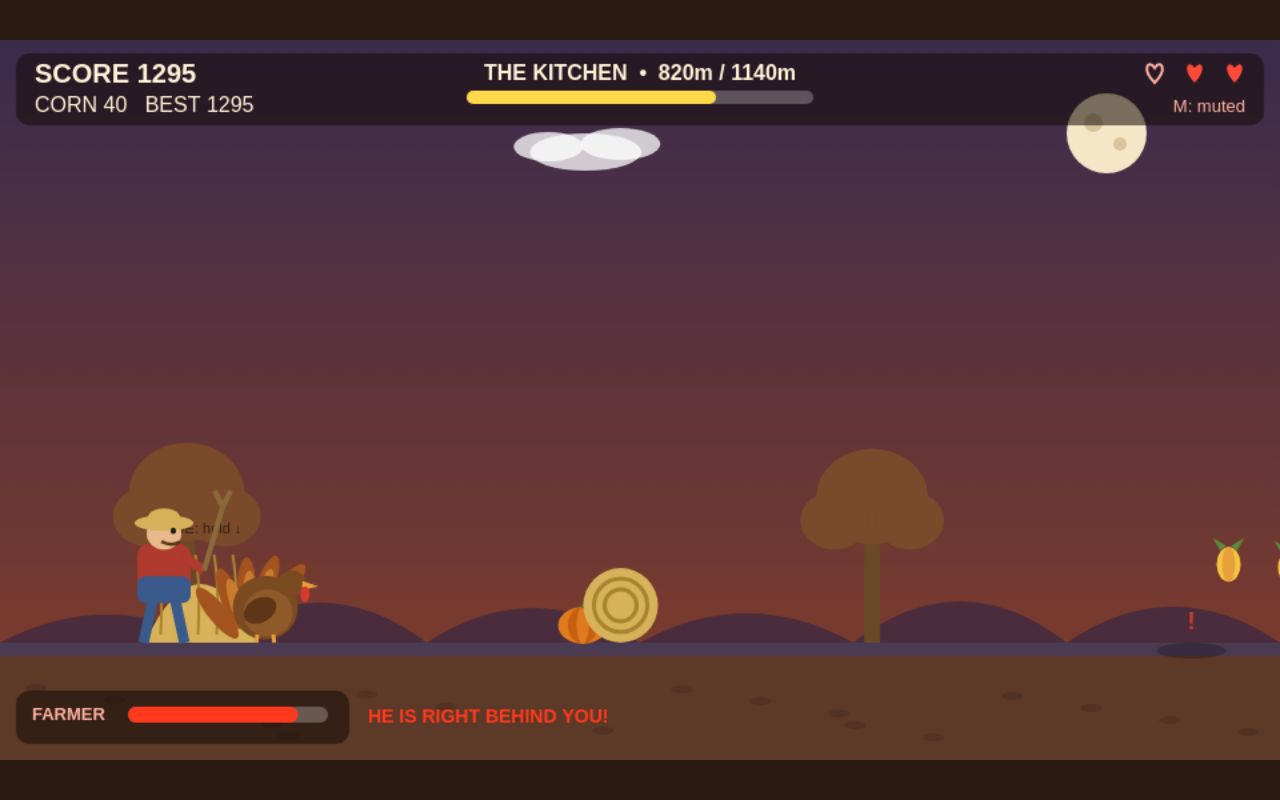 SCORE 1295
CORN 40 BEST 1295
THE KITCHEN • 820m / 1140m
M: muted
E: hold ↓
!
FARMER
HE IS RIGHT BEHIND YOU!